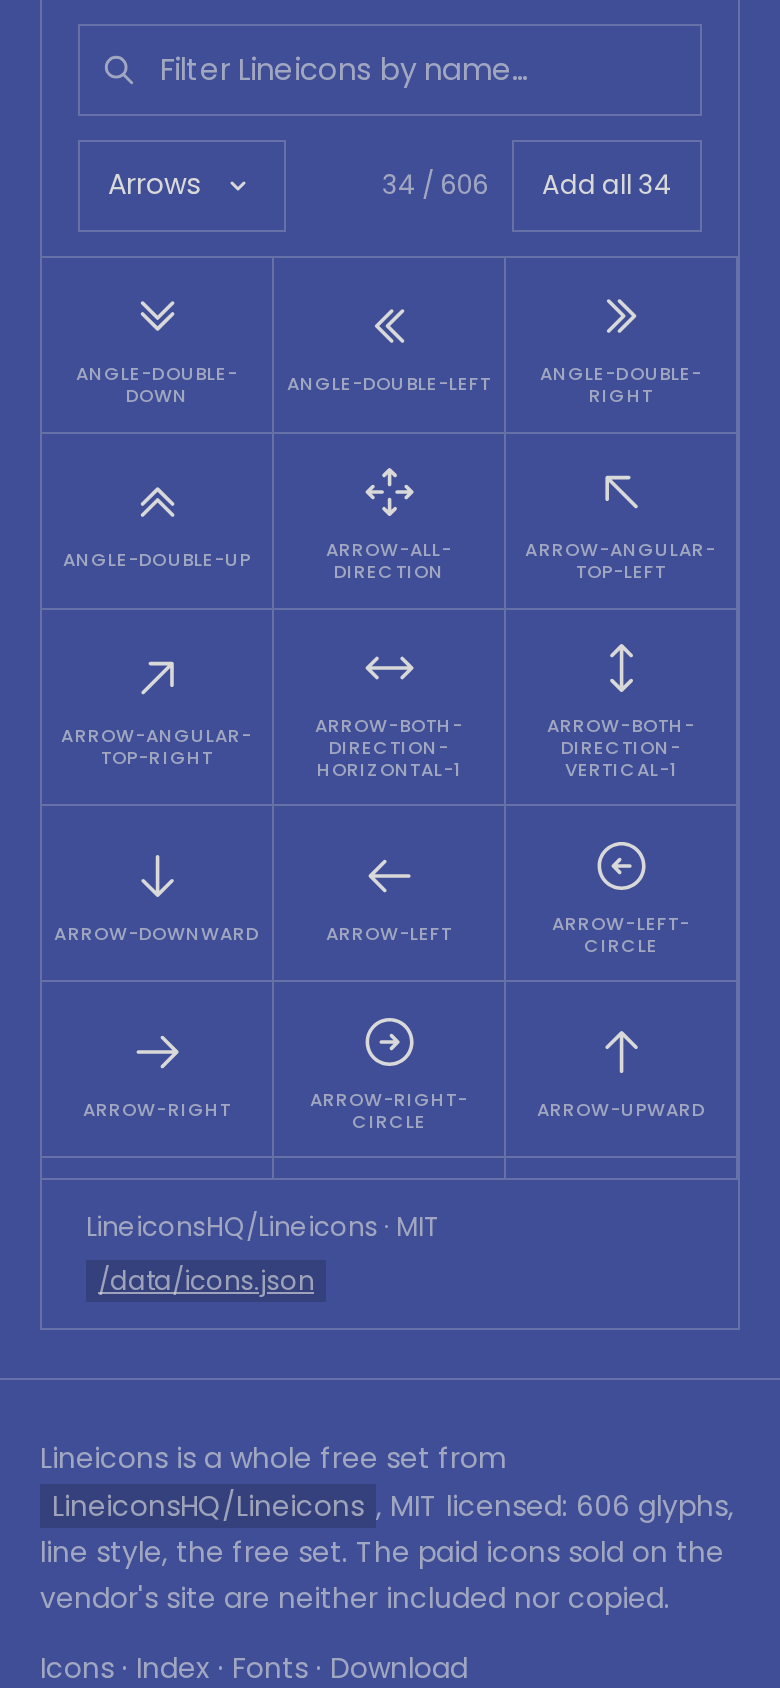 Filter Lineicons by name...
Arrows
34 / 606
Add all 34
ANGLE-DOUBLE-
DOWN
ANGLE-DOUBLE-LEFT
ANGLE-DOUBLE-
RIGHT
ANGLE-DOUBLE-UP
ARROW-ALL-
DIRECTION
ARROW-ANGULAR-
TOP-LEFT
ARROW-ANGULAR-
TOP-RIGHT
ARROW-BOTH-
DIRECTION-
HORIZONTAL-1
ARROW-BOTH-
DIRECTION-
VERTICAL-1
ARROW-DOWNWARD
ARROW-LEFT
ARROW-LEFT-
CIRCLE
ARROW-RIGHT
ARROW-RIGHT-
CIRCLE
ARROW-UPWARD
LineiconsHQ/Lineicons · MIT
/data/icons.json
Lineicons is a whole free set from
LineiconsHQ/Lineicons, MIT licensed: 606 glyphs,
line style, the free set. The paid icons sold on the
vendor's site are neither included nor copied.
Icons · Index · Fonts · Download